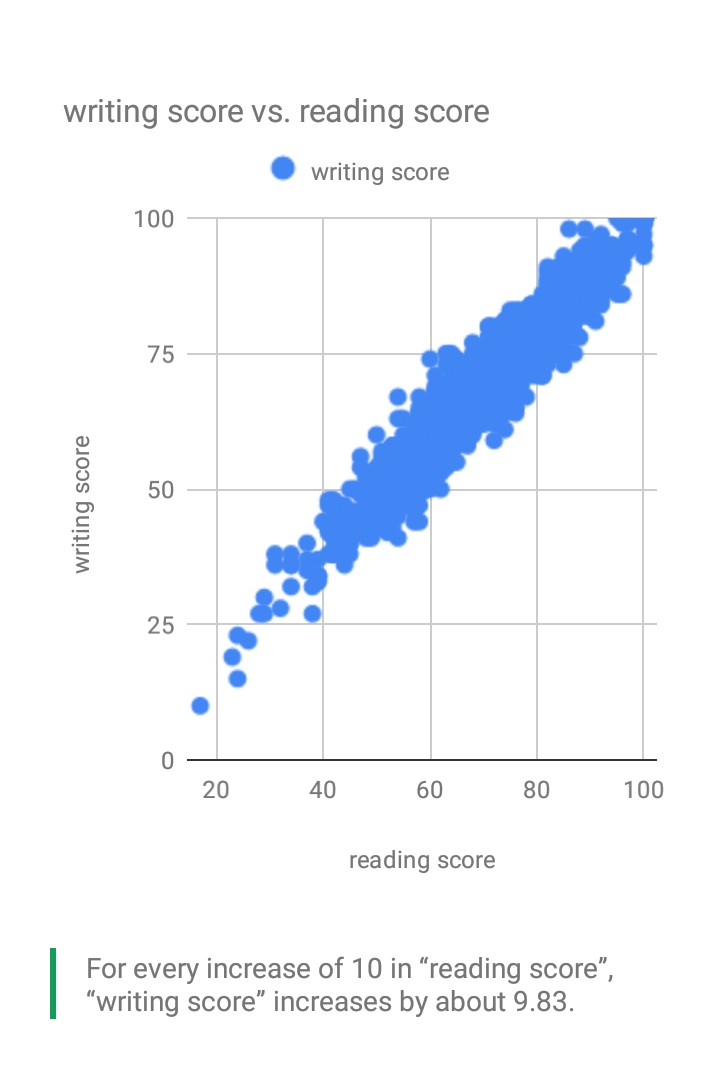 writing score vs. reading score
writing score
100
75
50
25
0
writing score
20 40 60 80 100
reading score
For every increase of 10 in “reading score”,
“writing score” increases by about 9.83.